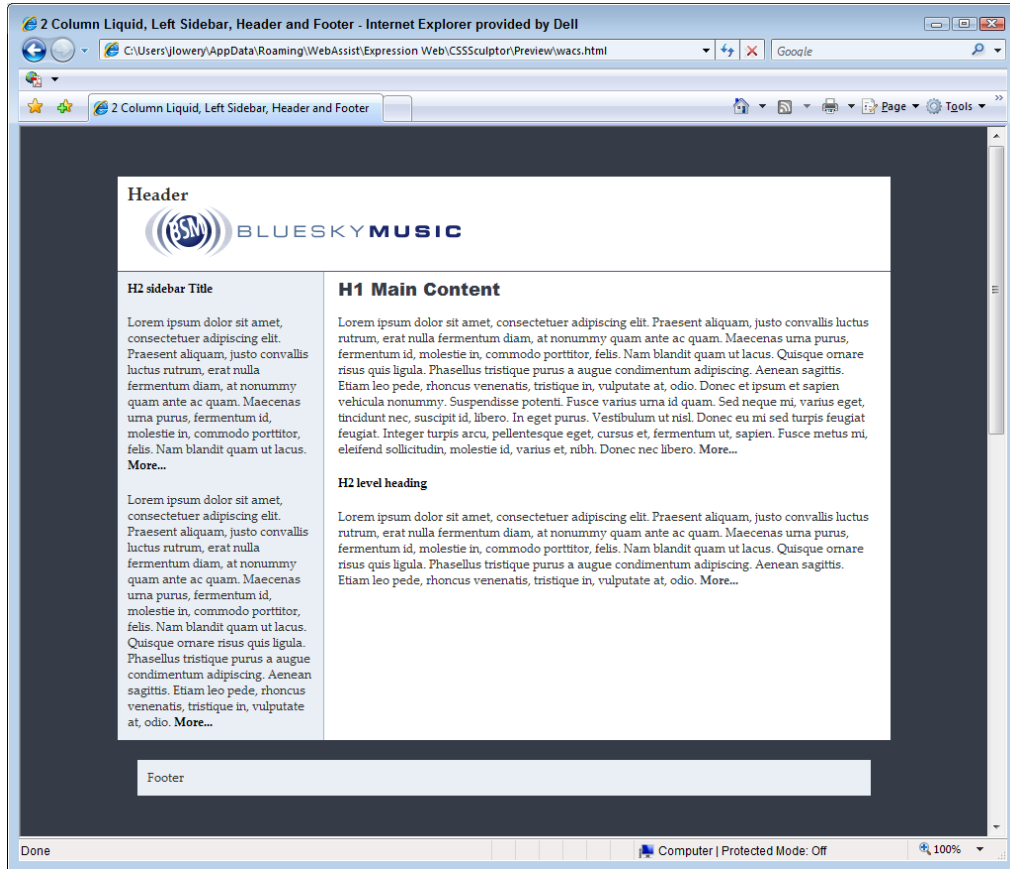 2 Column Liquid, Left Sidebar, Header and Footer - Internet Explorer provided by Dell
C:\Users\jlowery\AppData\Roaming\WebAssist\Expression Web\CSSSculptor\Preview\wacs.html
Google
2 Column Liquid, Left Sidebar, Header and Footer
Page
Tools
Header
BSM BLUESKYMUSIC
H2 sidebar Title
Lorem ipsum dolor sit amet,
consectetuer adipiscing elit.
Praesent aliquam, justo convallis
luctus rutrum, erat nulla
fermentum diam, at nonummy
quam ante ac quam. Maecenas
urna purus, fermentum id,
molestie in, commodo porttitor,
felis. Nam blandit quam ut lacus.
More...
Lorem ipsum dolor sit amet,
consectetuer adipiscing elit.
Praesent aliquam, justo convallis
luctus rutrum, erat nulla
fermentum diam, at nonummy
quam ante ac quam. Maecenas
urna purus, fermentum id,
molestie in, commodo porttitor,
felis. Nam blandit quam ut lacus.
Quisque ornare risus quis ligula.
Phasellus tristique purus a augue
condimentum adipiscing. Aenean
sagittis. Etiam leo pede, rhoncus
venenatis, tristique in, vulputate
at, odio. More...
H1 Main Content
Lorem ipsum dolor sit amet, consectetuer adipiscing elit. Praesent aliquam, justo convallis luctus
rutrum, erat nulla fermentum diam, at nonummy quam ante ac quam. Maecenas urna purus,
fermentum id, molestie in, commodo porttitor, felis. Nam blandit quam ut lacus. Quisque ornare
risus quis ligula. Phasellus tristique purus a augue condimentum adipiscing. Aenean sagittis.
Etiam leo pede, rhoncus venenatis, tristique in, vulputate at, odio. Donec et ipsum et sapien
vehicula nonummy. Suspendisse potenti. Fusce varius urna id quam. Sed neque mi, varius eget,
tincidunt nec, suscipit id, libero. In eget purus. Vestibulum ut nisl. Donec eu mi sed turpis feugiat
feugiat. Integer turpis arcu, pellentesque eget, cursus et, fermentum ut, sapien. Fusce metus mi,
eleifend sollicitudin, molestie id, varius et, nibh. Donec nec libero. More...
H2 level heading
Lorem ipsum dolor sit amet, consectetuer adipiscing elit. Praesent aliquam, justo convallis luctus
rutrum, erat nulla fermentum diam, at nonummy quam ante ac quam. Maecenas urna purus,
fermentum id, molestie in, commodo porttitor, felis. Nam blandit quam ut lacus. Quisque ornare
risus quis ligula. Phasellus tristique purus a augue condimentum adipiscing. Aenean sagittis.
Etiam leo pede, rhoncus venenatis, tristique in, vulputate at, odio. More...
Footer
Done
Computer | Protected Mode: Off
100%